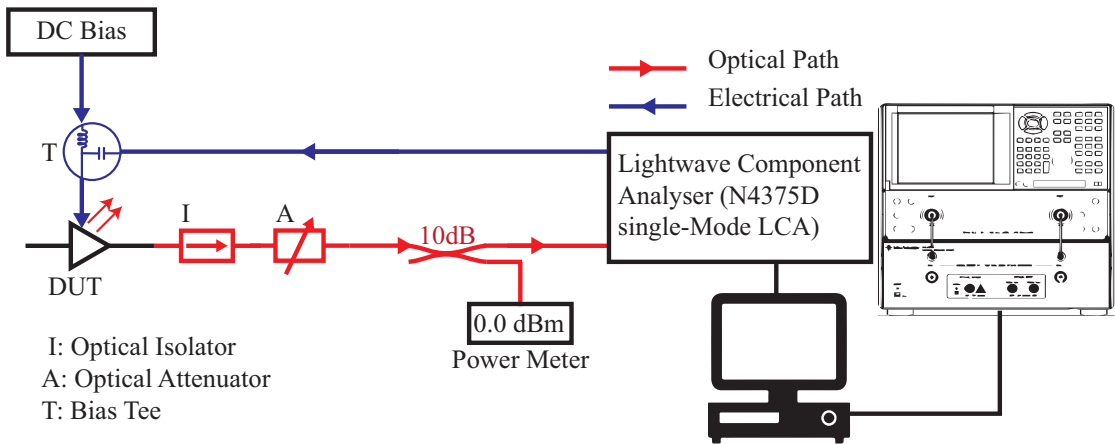 DC Bias
Optical Path
Electrical Path
T
Lightwave Component
Analyser (N4375D
single-Mode LCA)
I
A
10dB
DUT
0.0 dBm
Power Meter
I: Optical Isolator
A: Optical Attenuator
T: Bias Tee